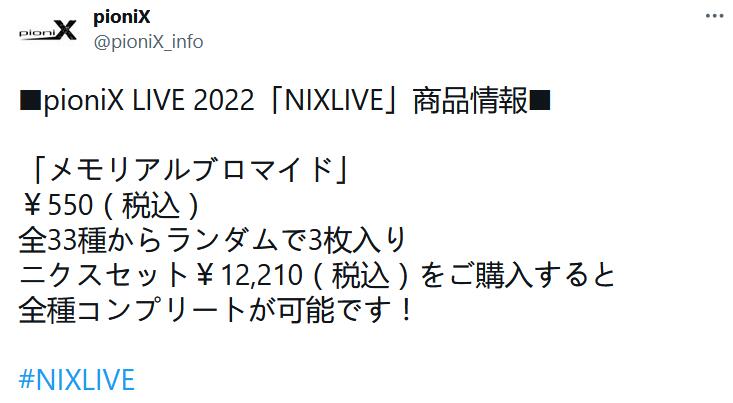 pioniX
pioniX
@pioniX_info
■pioniX LIVE 2022「NIXLIVE」商品情報■
「メモリアルブロマイド」
￥550（税込）
全33種からランダムで3枚入り
ニクスセット￥12,210（税込）をご購入すると
全種コンプリートが可能です！
#NIXLIVE